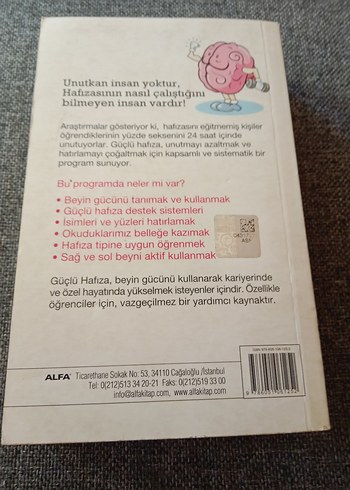 Unutkan insan yoktur,
Hafızasının nasıl çalıştığını
bilmeyen insan vardır!
Araştırmalar gösteriyor ki, hafızasını eğitmemiş kişiler
öğrendiklerinin yüzde seksenini 24 saat içinde
unutuyorlar. Güçlü hafıza, unutmayı azaltmak ve
hatırlamayı çoğaltmak için kapsamlı ve sistematik bir
program sunuyor.
Bu programda neler mi var?
• Beyin gücünü tanımak ve kullanmak
• Güçlü hafıza destek sistemleri
• İsimleri ve yüzleri hatırlamak
• Okuduklarımız belleğe kazımak
• Hafıza tipine uygun öğrenmek
• Sağ ve sol beyni aktif kullanmak
Güçlü Hafıza, beyin gücünü kullanarak kariyerinde
ve özel hayatında yükselmek isteyenler içindir. Özellikle
öğrenciler için, vazgeçilmez bir yardımcı kaynaktır.
ALFA Ticarethane Sokak No: 53, 34110 Cağaloğlu /İstanbul
Tel: 0(212)513 34 20-21 Faks: 0(212)519 33 00
info@alfakitap.com, www.alfakitap.com